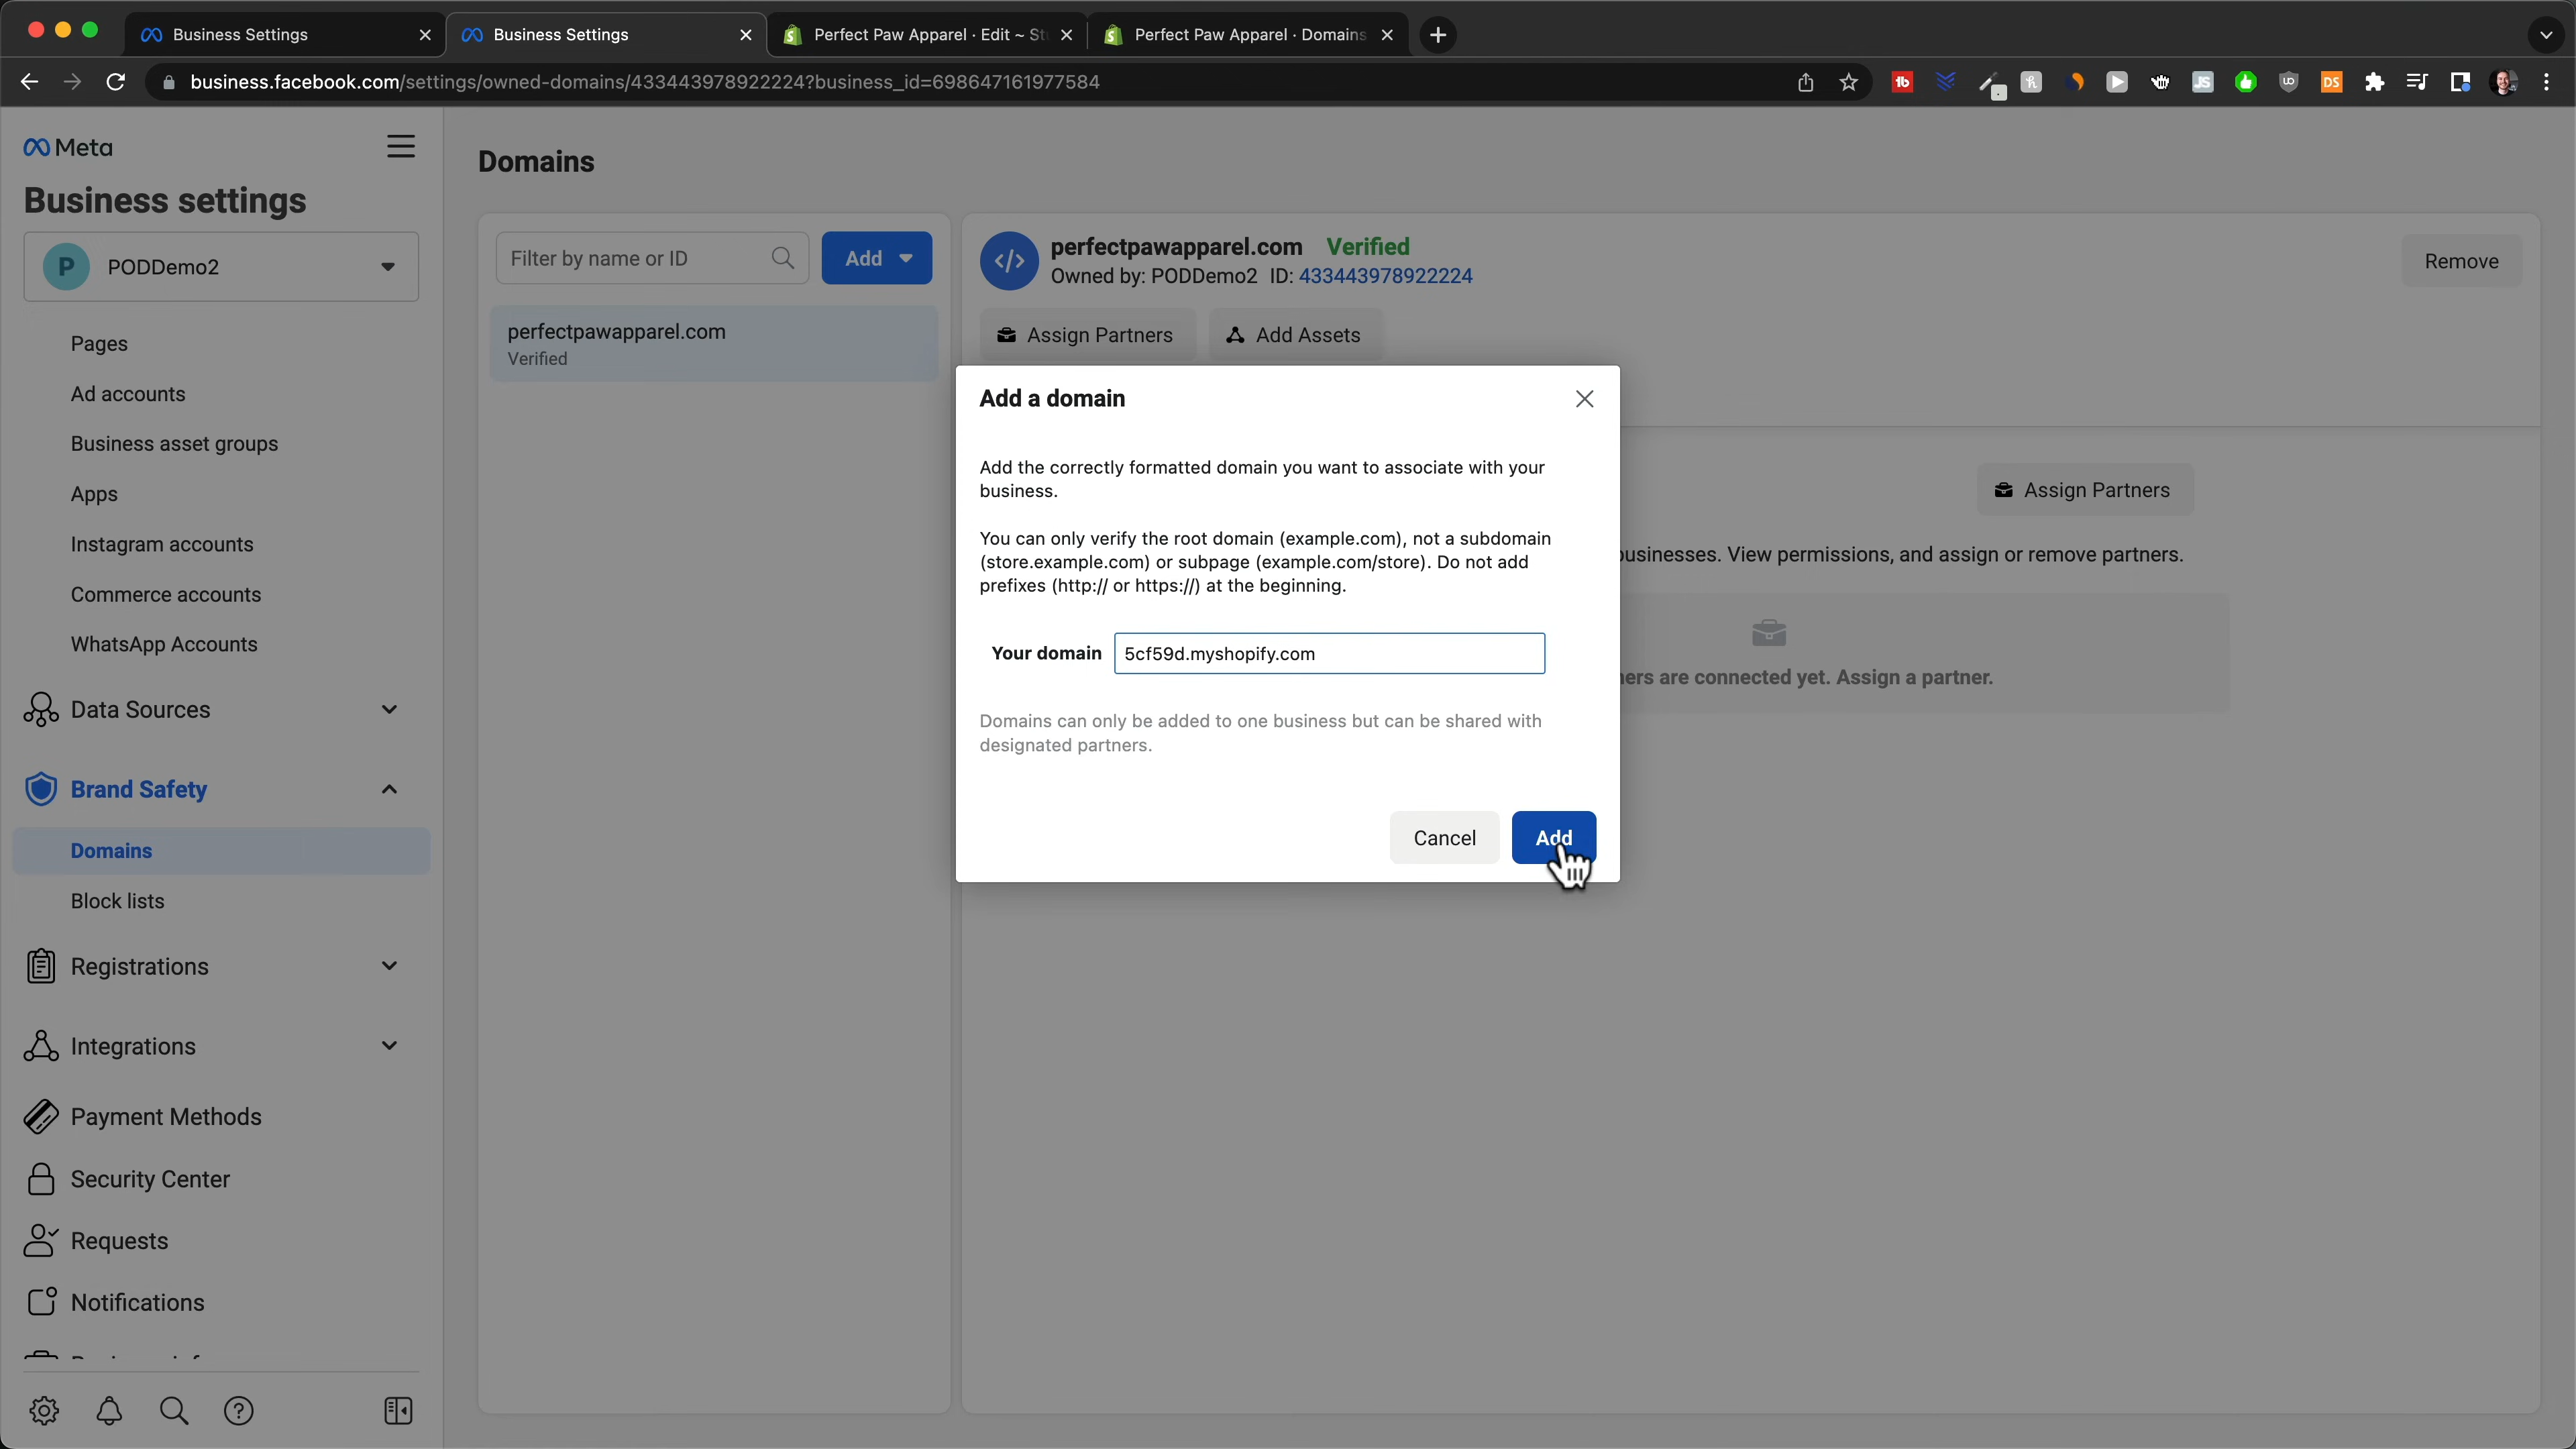 Business Settings
Business Settings
Perfect Paw Apparel · Edit ~ St
Perfect Paw Apparel · Domains
business.facebook.com/settings/owned-domains/433443978922224?business_id=698647161977584
Meta
Business settings
P PODDemo2
Pages
Ad accounts
Business asset groups
Apps
Instagram accounts
Commerce accounts
WhatsApp Accounts
Data Sources
Brand Safety
Domains
Block lists
Registrations
Integrations
Payment Methods
Security Center
Requests
Notifications
Domains
Filter by name or ID
Add
perfectpawapparel.com
Verified
perfectpawapparel.com Verified
Owned by: PODDemo2 ID: 433443978922224
Remove
Assign Partners
Add Assets
Assign Partners
businesses. View permissions, and assign or remove partners.
ers are connected yet. Assign a partner.
Add a domain
Add the correctly formatted domain you want to associate with your
business.
You can only verify the root domain (example.com), not a subdomain
(store.example.com) or subpage (example.com/store). Do not add
prefixes (http:// or https://) at the beginning.
Your domain 5cf59d.myshopify.com
Domains can only be added to one business but can be shared with
designated partners.
Cancel
Add